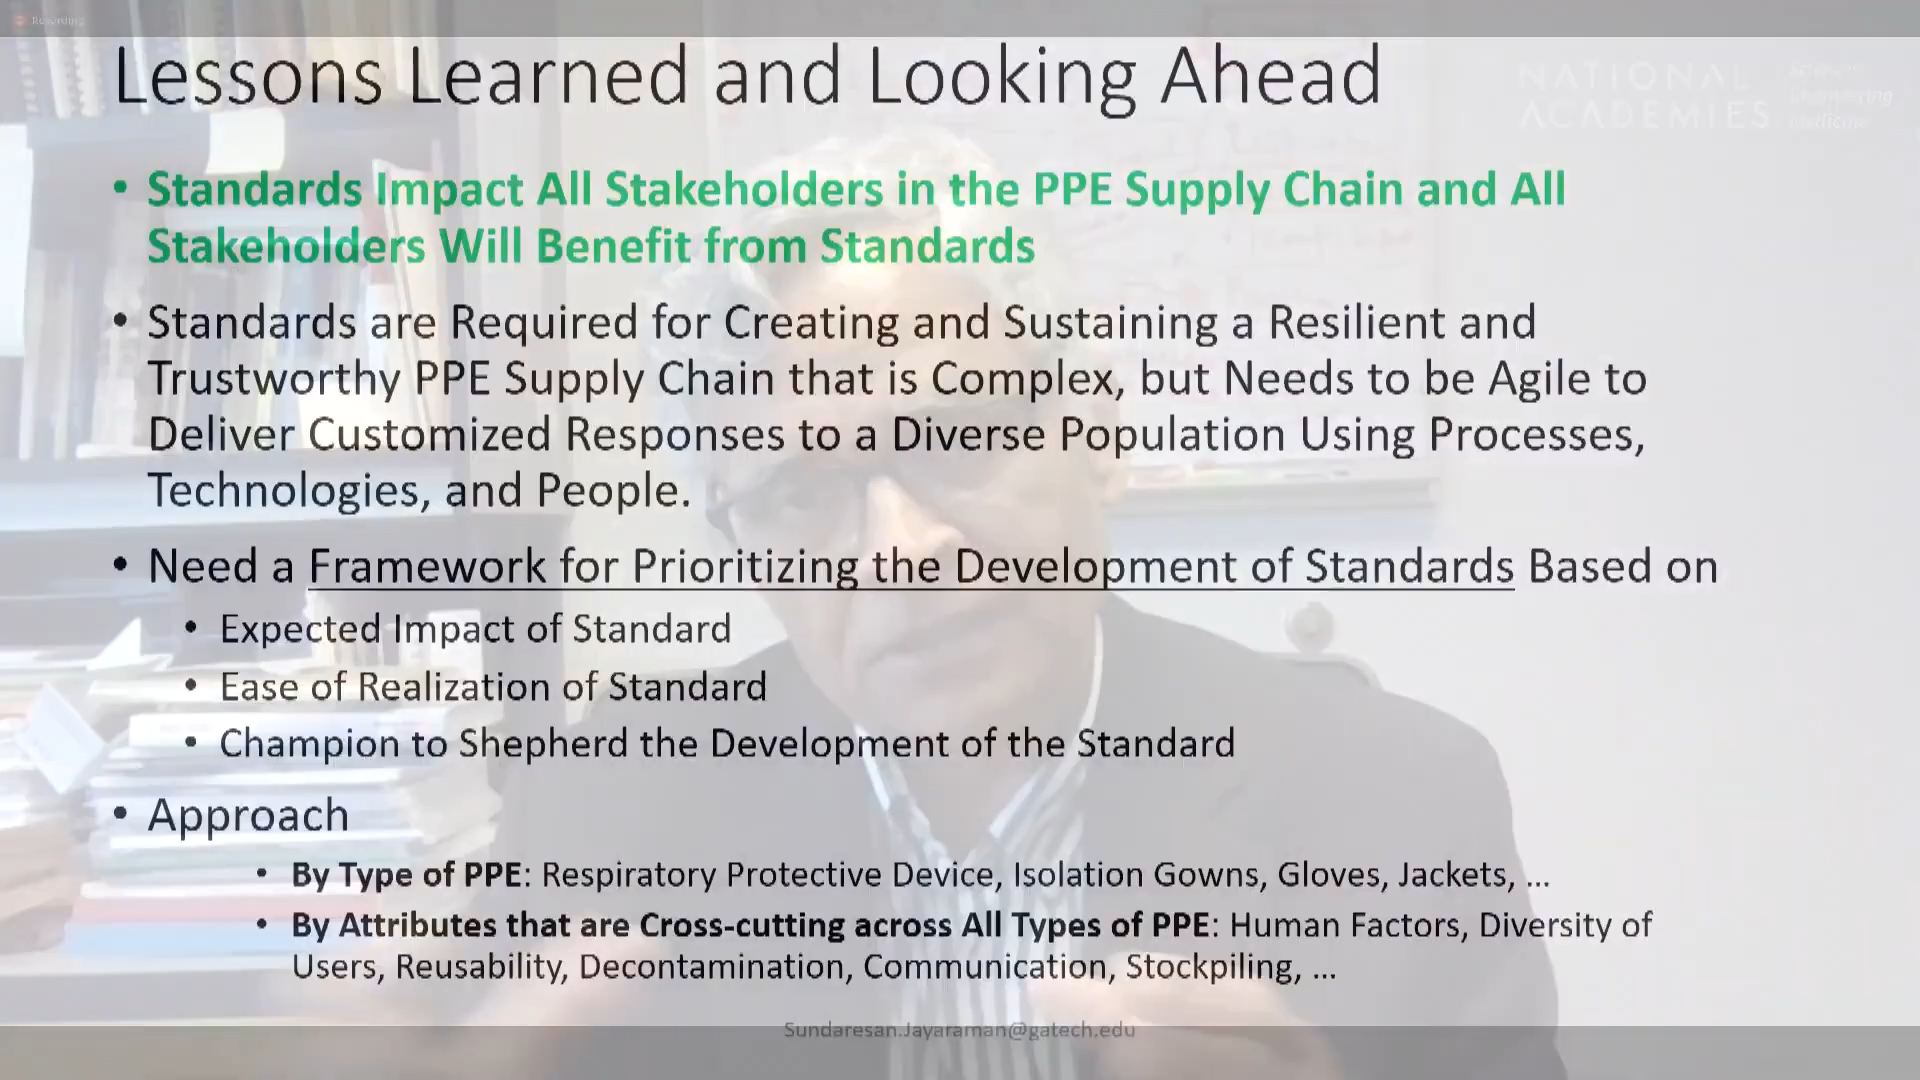 Recording
Lessons Learned and Looking Ahead
NATIONAL
ACADEMIES
Sciences
Engineering
Medicine
• Standards Impact All Stakeholders in the PPE Supply Chain and All
Stakeholders Will Benefit from Standards
• Standards are Required for Creating and Sustaining a Resilient and
Trustworthy PPE Supply Chain that is Complex, but Needs to be Agile to
Deliver Customized Responses to a Diverse Population Using Processes,
Technologies, and People.
• Need a Framework for Prioritizing the Development of Standards Based on
• Expected Impact of Standard
• Ease of Realization of Standard
• Champion to Shepherd the Development of the Standard
• Approach
• By Type of PPE: Respiratory Protective Device, Isolation Gowns, Gloves, Jackets, ...
• By Attributes that are Cross-cutting across All Types of PPE: Human Factors, Diversity of
Users, Reusability, Decontamination, Communication, Stockpiling, ...
Sundaresan.Jayaraman@gatech.edu